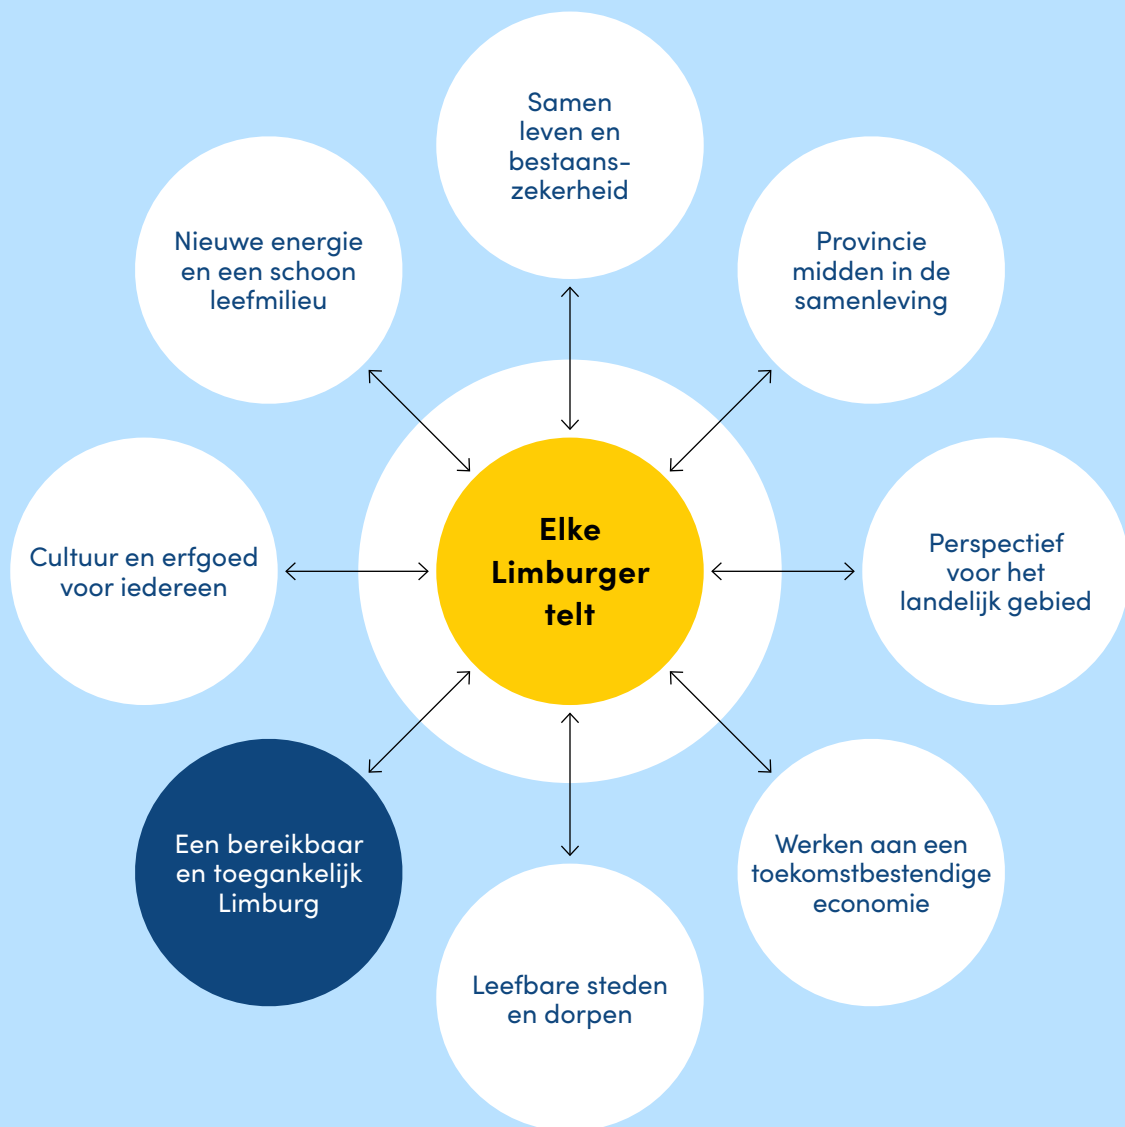 Samen
leven en
bestaans-
zekerheid
Nieuwe energie
en een schoon
leefmilieu
Provincie
midden in de
samenleving
Cultuur en erfgoed
voor iedereen
Elke
Limburger
telt
Perspectief
voor het
landelijk gebied
Een bereikbaar
en toegankelijk
Limburg
Werken aan een
toekomstbestendige
economie
Leefbare steden
en dorpen